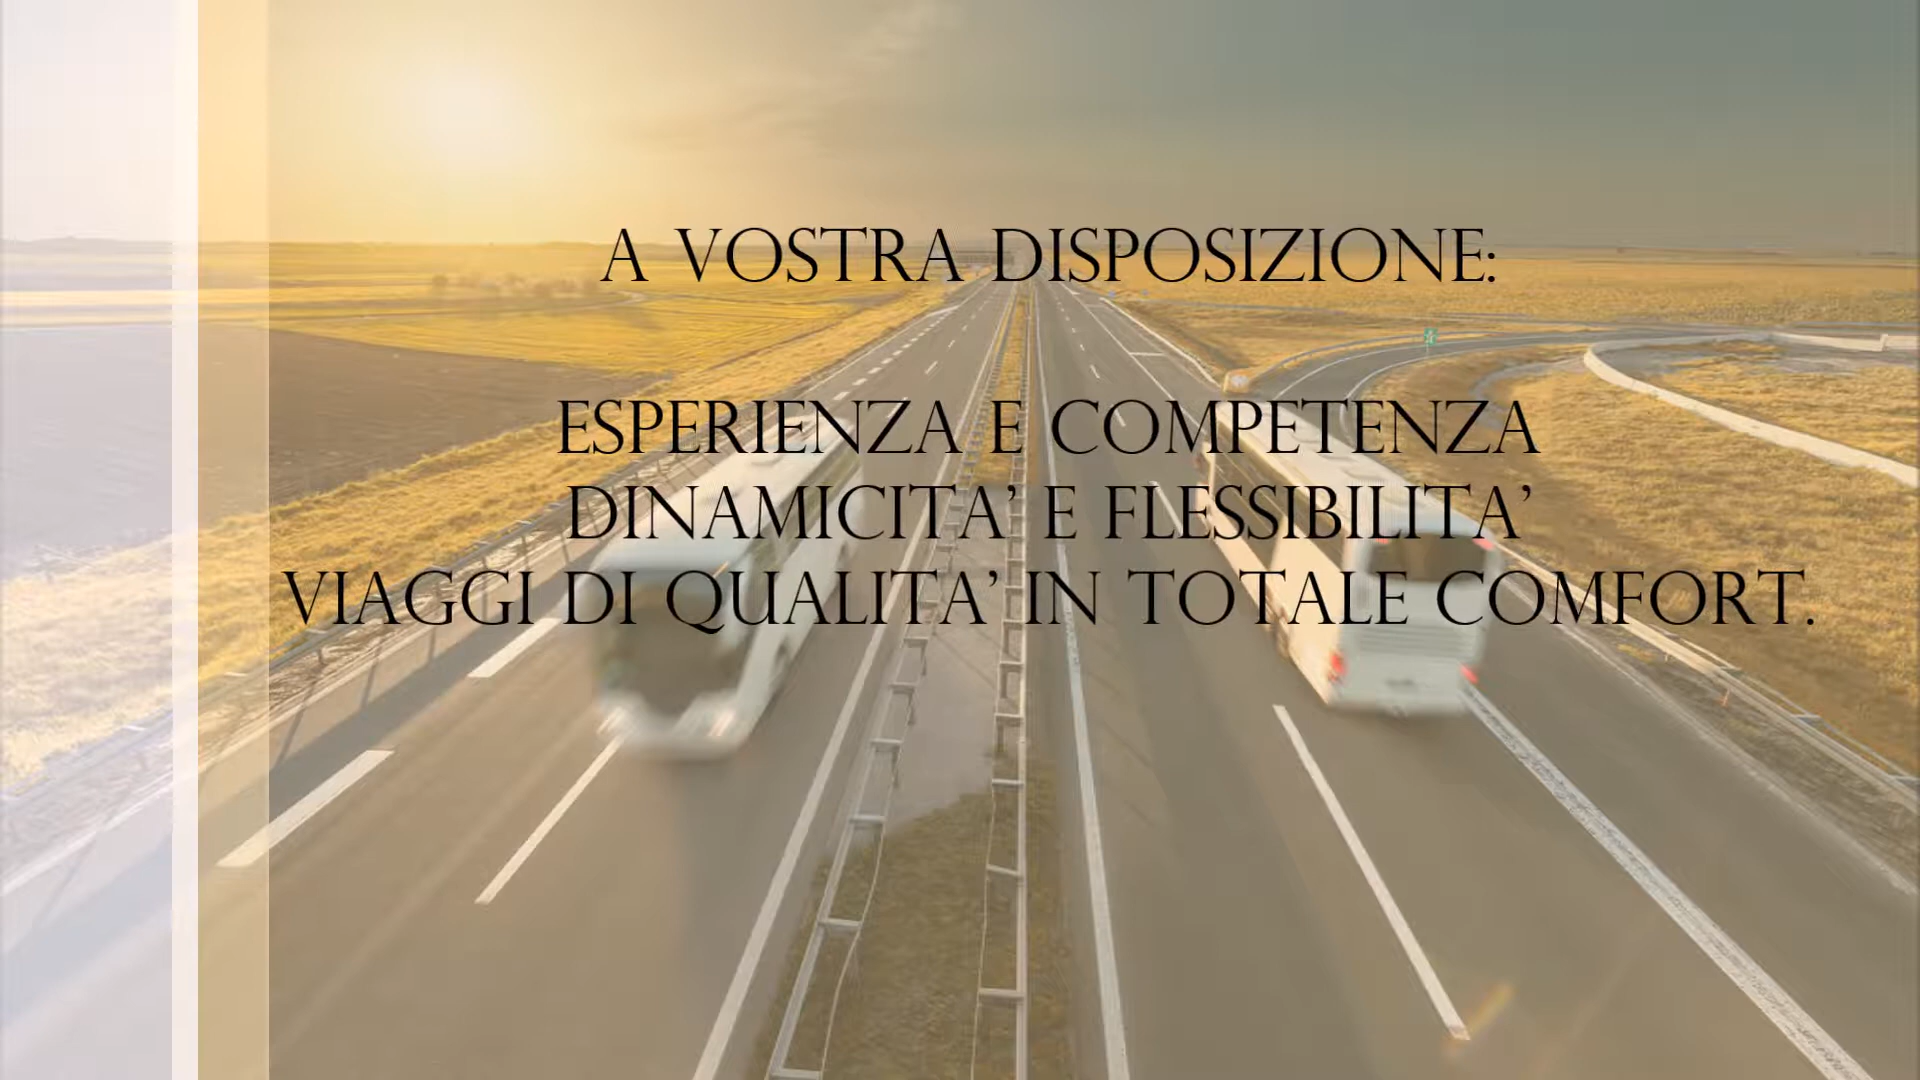 A VOSTRA DISPOSIZIONE:
ESPERIENZA E COMPETENZA
DINAMICITA’ E FLESSIBILITA’
VIAGGI DI QUALITA’ IN TOTALE COMFORT.